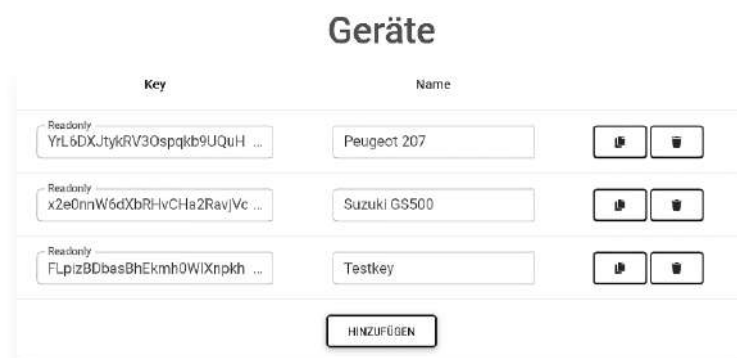 Geräte
Key Name
Readonly
YrL6DXJtykRV3Ospqkb9UQuH ... Peugeot 207
Readonly
x2e0nnW6dXbRHvCHa2RavjVc ... Suzuki GS500
Readonly
FLpizBDbasBhEkmh0WIXnpkh ... Testkey
HINZUFÜGEN